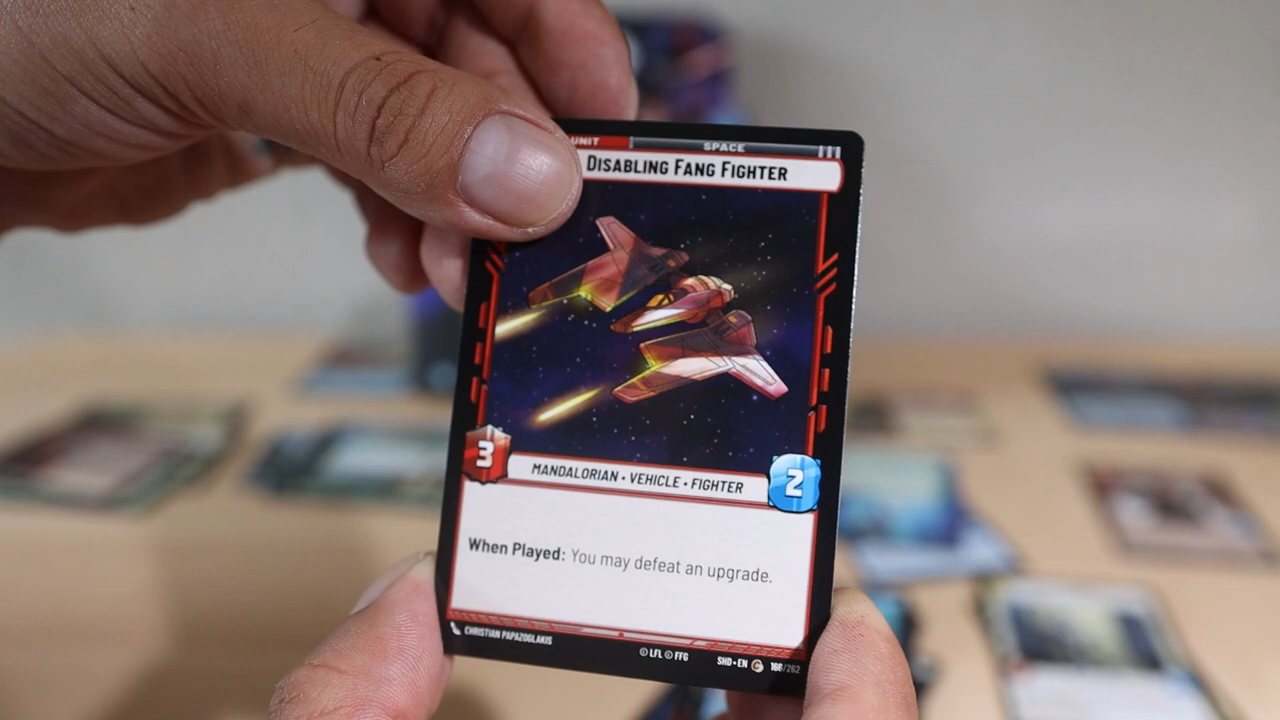 UNIT SPACE
DISABLING FANG FIGHTER
3
MANDALORIAN • VEHICLE • FIGHTER
2
When Played: You may defeat an upgrade.
CHRISTIAN PAPAZOGLAKIS
© LFL © FFG
SHD • EN C 166/262